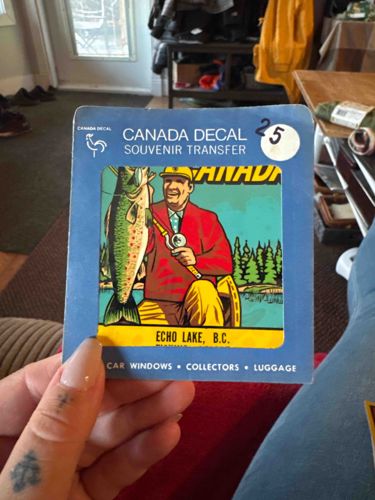 CANADA DECAL
CANADA DECAL
SOUVENIR TRANSFER
25
CANADA
ECHO LAKE, B.C.
CAR WINDOWS • COLLECTORS • LUGGAGE